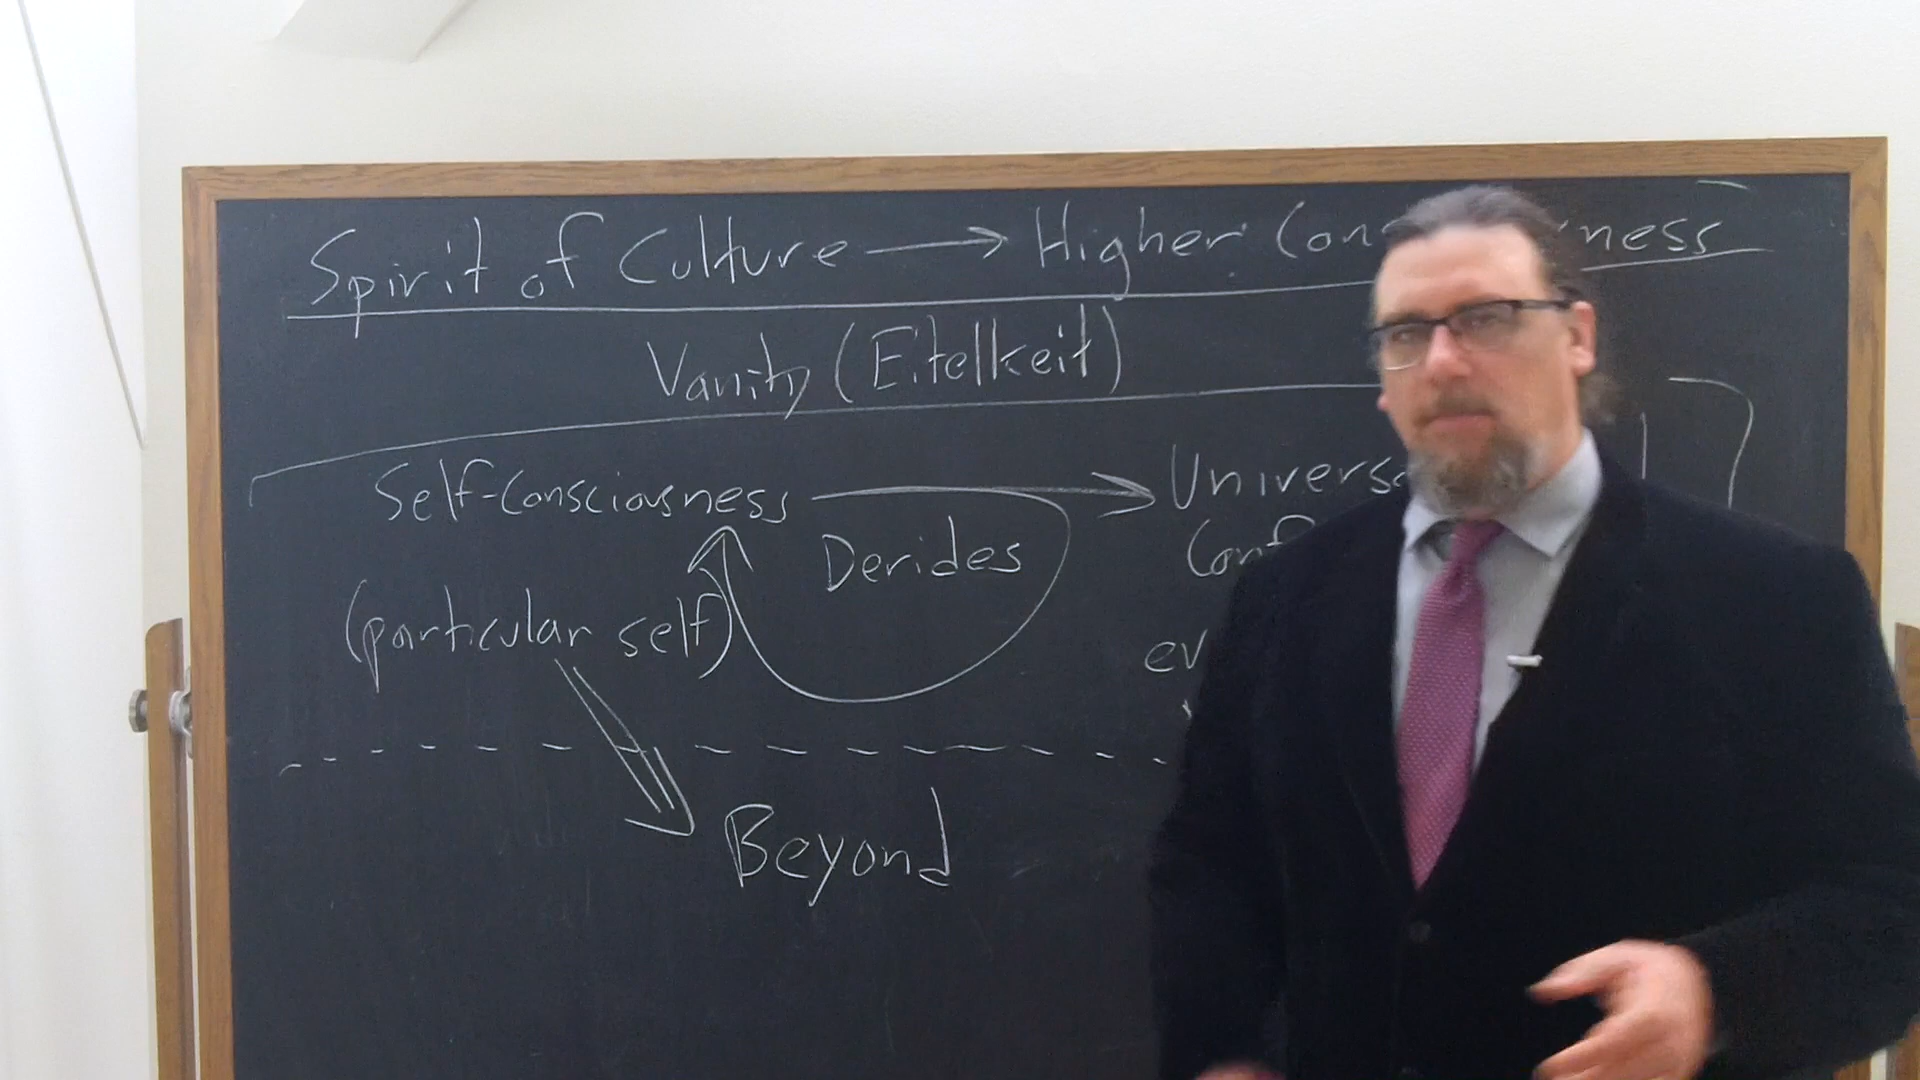 Spirit of Culture → Higher
Vanity (Eitelkeit)
Self-Consciousness →
Derides
(particular self)
Beyond